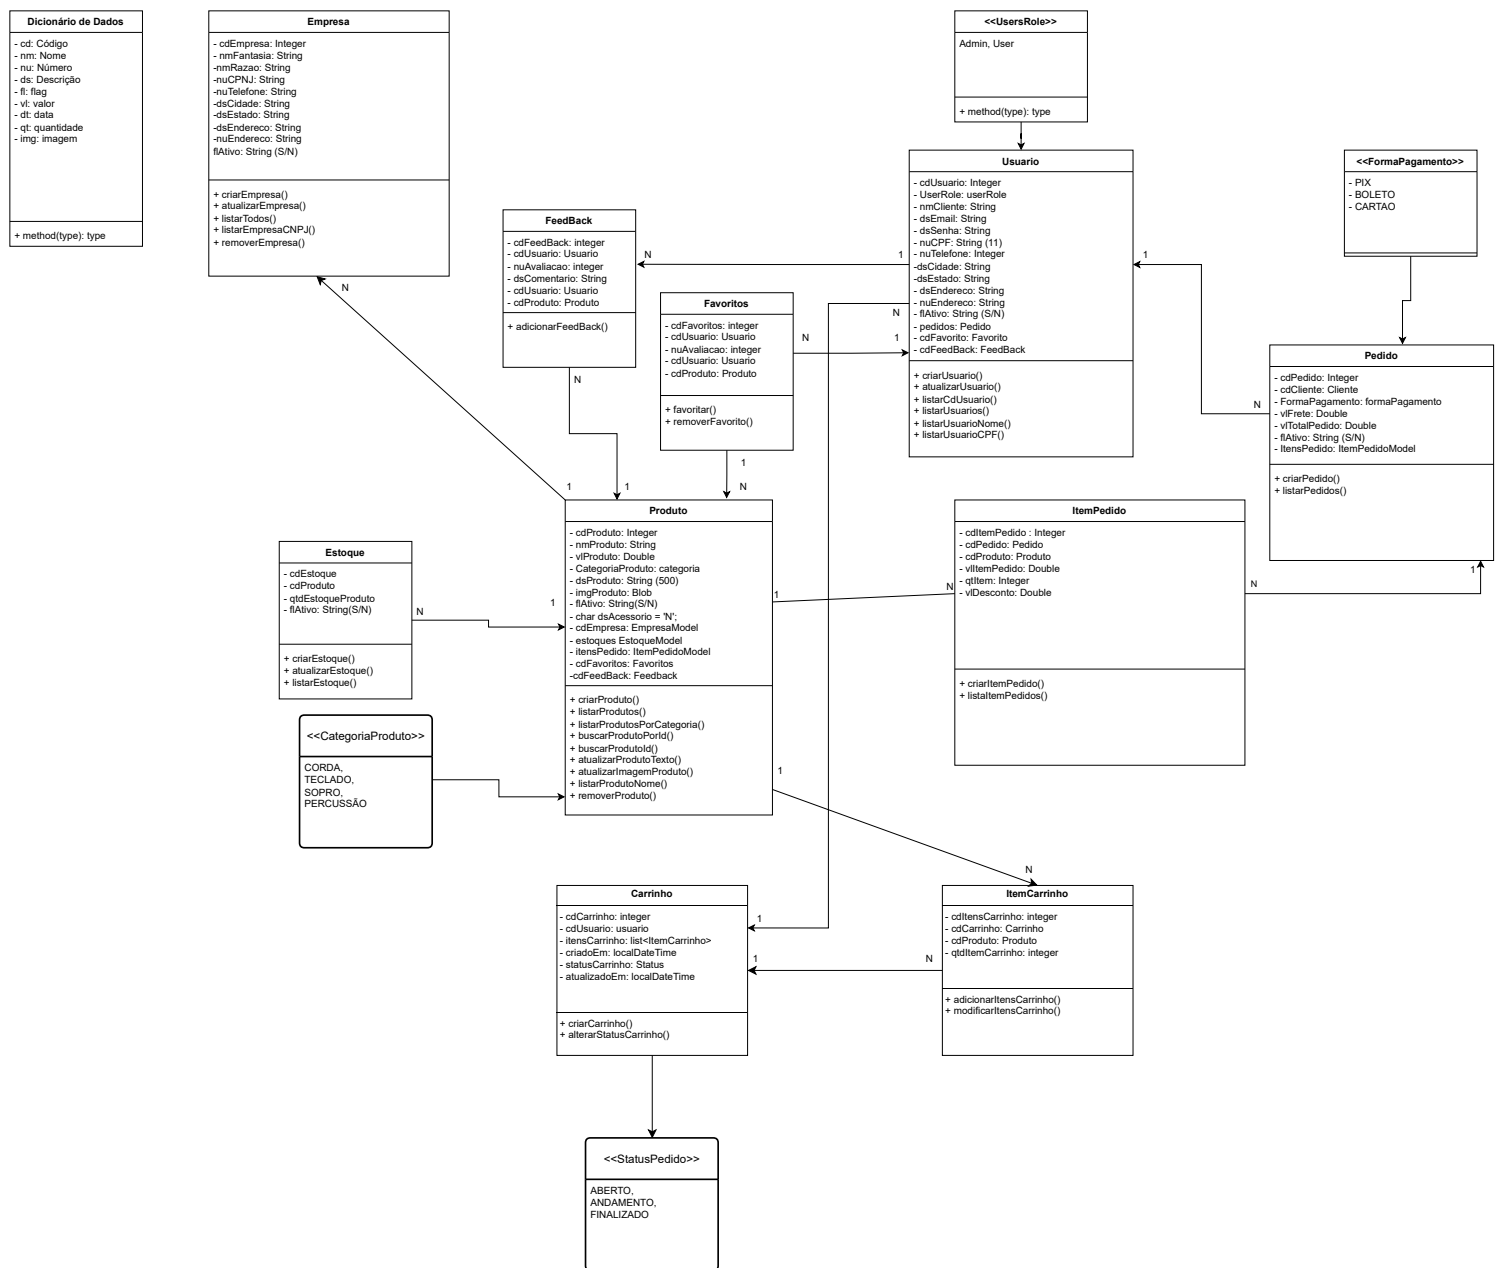 Dicionário de Dados
- cd: Código
- nm: Nome
- nu: Número
- ds: Descrição
- fl: flag
- vl: valor
- dt: data
- qt: quantidade
- img: imagem
+ method(type): type
Empresa
- cdEmpresa: Integer
- nmFantasia: String
-nmRazao: String
-nuCPNJ: String
-nuTelefone: String
-dsCidade: String
-dsEstado: String
-dsEndereco: String
-nuEndereco: String
flAtivo: String (S/N)
+ criarEmpresa()
+ atualizarEmpresa()
+ listarTodos()
+ listarEmpresaCNPJ()
+ removerEmpresa()
N
<<UsersRole>>
Admin, User
+ method(type): type
Usuario
- cdUsuario: Integer
- UserRole: userRole
- nmCliente: String
- dsEmail: String
- dsSenha: String
- nuCPF: String (11)
- nuTelefone: Integer
-dsCidade: String
-dsEstado: String
- dsEndereco: String
- nuEndereco: String
- flAtivo: String (S/N)
- pedidos: Pedido
- cdFavorito: Favorito
- cdFeedBack: FeedBack
+ criarUsuario()
+ atualizarUsuario()
+ listarCdUsuario()
+ listarUsuarios()
+ listarUsuarioNome()
+ listarUsuarioCPF()
N
1
N
N
1
1
<<FormaPagamento>>
- PIX
- BOLETO
- CARTAO
Pedido
- cdPedido: Integer
- cdCliente: Cliente
- FormaPagamento: formaPagamento
- vlFrete: Double
- vlTotalPedido: Double
- flAtivo: String (S/N)
- ItensPedido: ItemPedidoModel
+ criarPedido()
+ listarPedidos()
N
1
FeedBack
- cdFeedBack: integer
- cdUsuario: Usuario
- nuAvaliacao: integer
- dsComentario: String
- cdUsuario: Usuario
- cdProduto: Produto
+ adicionarFeedBack()
N
1
Favoritos
- cdFavoritos: integer
- cdUsuario: Usuario
- nuAvaliacao: integer
- cdUsuario: Usuario
- cdProduto: Produto
+ favoritar()
+ removerFavorito()
1
N
1
Produto
- cdProduto: Integer
- nmProduto: String
- vlProduto: Double
- CategoriaProduto: categoria
- dsProduto: String (500)
- imgProduto: Blob
- flAtivo: String(S/N)
- char dsAcessorio = 'N';
- cdEmpresa: EmpresaModel
- estoques EstoqueModel
- itensPedido: ItemPedidoModel
- cdFavoritos: Favoritos
-cdFeedBack: Feedback
+ criarProduto()
+ listarProdutos()
+ listarProdutosPorCategoria()
+ buscarProdutoPorId()
+ buscarProdutoId()
+ atualizarProdutoTexto()
+ atualizarImagemProduto()
+ listarProdutoNome()
+ removerProduto()
1
N
1
N
ItemPedido
- cdItemPedido : Integer
- cdPedido: Pedido
- cdProduto: Produto
- vlItemPedido: Double
- qtItem: Integer
- vlDesconto: Double
+ criarItemPedido()
+ listaItemPedidos()
N
Estoque
- cdEstoque
- cdProduto
- qtdEstoqueProduto
- flAtivo: String(S/N)
+ criarEstoque()
+ atualizarEstoque()
+ listarEstoque()
N
1
<<CategoriaProduto>>
CORDA,
TECLADO,
SOPRO,
PERCUSSÃO
Carrinho
- cdCarrinho: integer
- cdUsuario: usuario
- itensCarrinho: list<ItemCarrinho>
- criadoEm: localDateTime
- statusCarrinho: Status
- atualizadoEm: localDateTime
+ criarCarrinho()
+ alterarStatusCarrinho()
1
1
N
ItemCarrinho
- cdItensCarrinho: integer
- cdCarrinho: Carrinho
- cdProduto: Produto
- qtdItemCarrinho: integer
+ adicionarItensCarrinho()
+ modificarItensCarrinho()
<<StatusPedido>>
ABERTO,
ANDAMENTO,
FINALIZADO